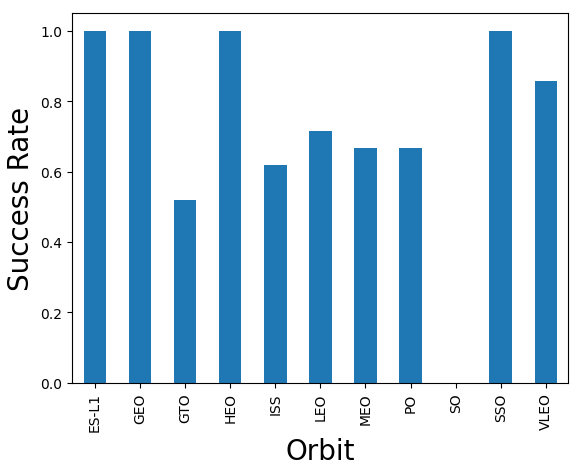 Success Rate
1.0
0.8
0.6
0.4
0.2
0.0
ES-L1
GEO
GTO
HEO
ISS
LEO
MEO
PO
SO
SSO
VLEO
Orbit